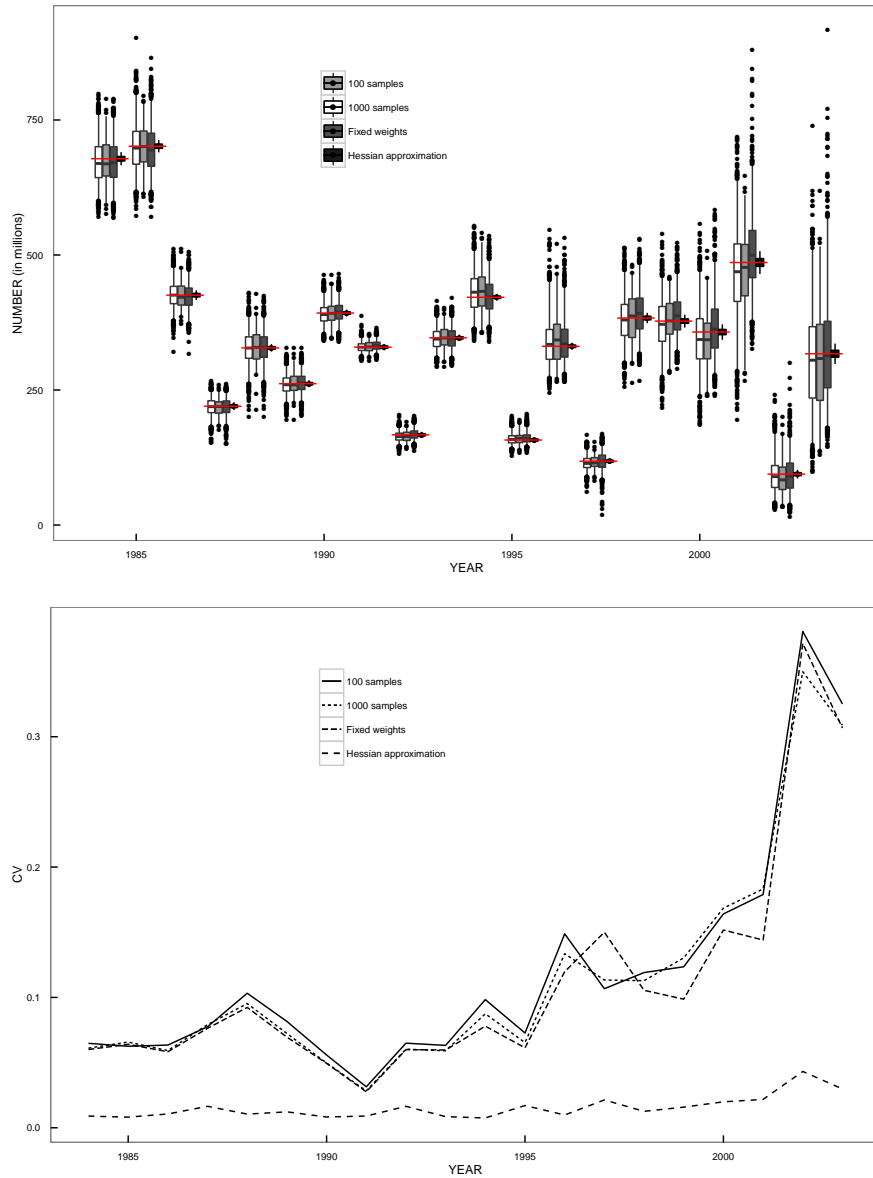 NUMBER (in millions)
750
500
250
0
100 samples
1000 samples
Fixed weights
Hessian approximation
1985
1990
1995
2000
YEAR
CV
0.3
0.2
0.1
0.0
100 samples
1000 samples
Fixed weights
Hessian approximation
1985
1990
1995
2000
YEAR